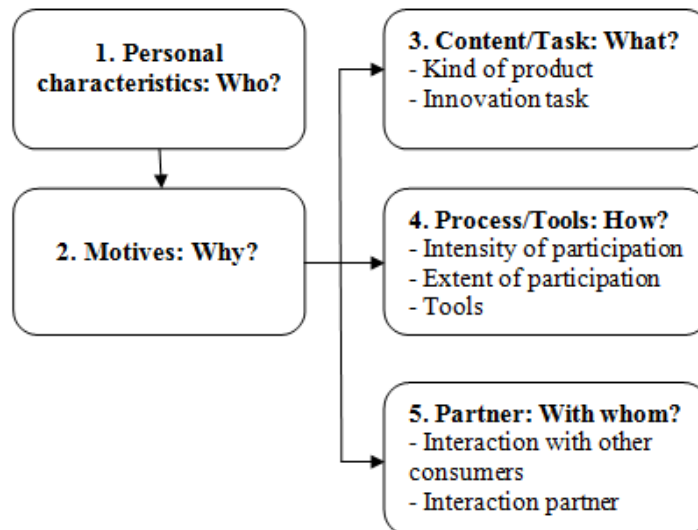 1. Personal
characteristics: Who?
2. Motives: Why?
3. Content/Task: What?
- Kind of product
- Innovation task
4. Process/Tools: How?
- Intensity of participation
- Extent of participation
- Tools
5. Partner: With whom?
- Interaction with other
consumers
- Interaction partner